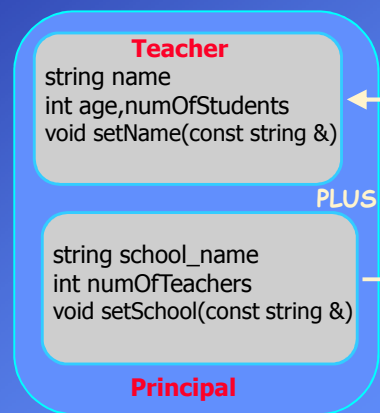 Teacher
string name
int age,numOfStudents
void setName(const string &)
PLUS
string school_name
int numOfTeachers
void setSchool(const string &)
Principal